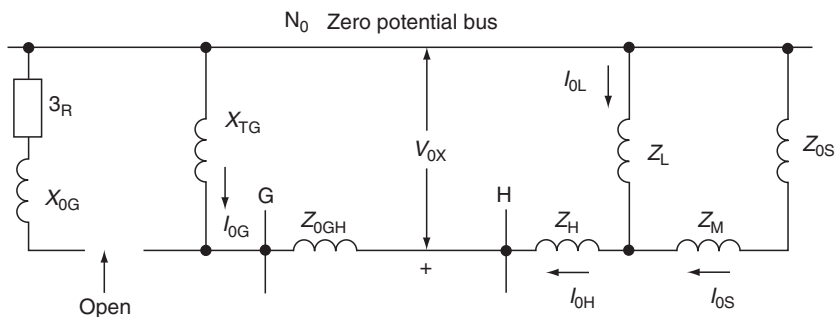 N0 Zero potential bus
3R
X0G
XTG
I0G
G
Z0GH
V0X
+
H
ZH
I0H
I0L
ZL
ZM
I0S
Z0S
Open